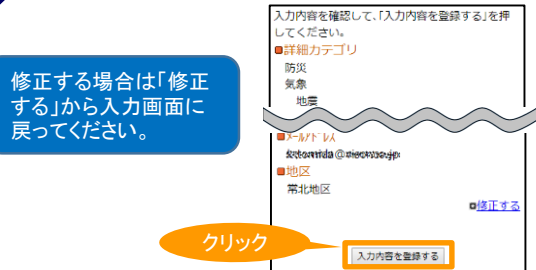 入力内容を確認して、「入力内容を登録する」を押
してください。
■詳細カテゴリ
防災
気象
地震
修正する場合は「修正
する」から入力画面に
戻ってください。
■メールアドレス
■地区
常北地区
修正する
クリック
入力内容を登録する